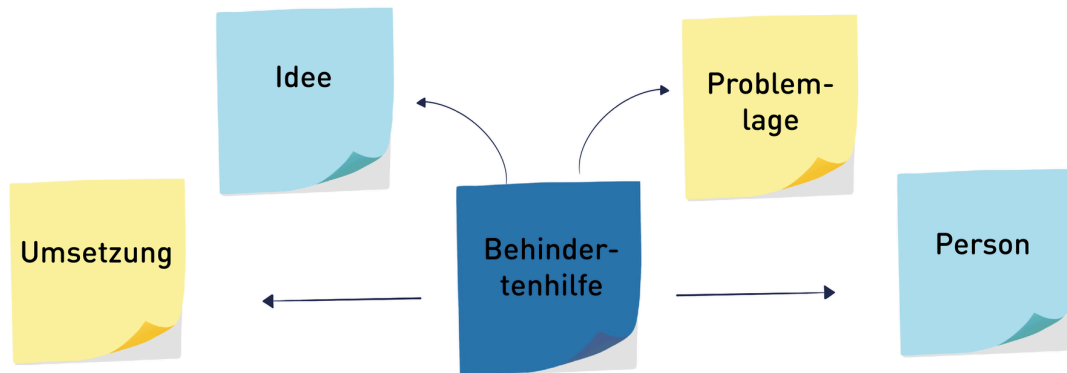 Idee
Problem-
lage
Umsetzung
Behinder-
tenhilfe
Person